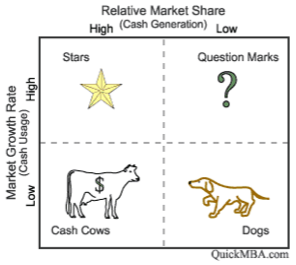 Relative Market Share
(Cash Generation)
High
Low
Market Growth Rate
(Cash Usage)
High
Low
Stars
Question Marks
?
$
Cash Cows
Dogs
QuickMBA.com